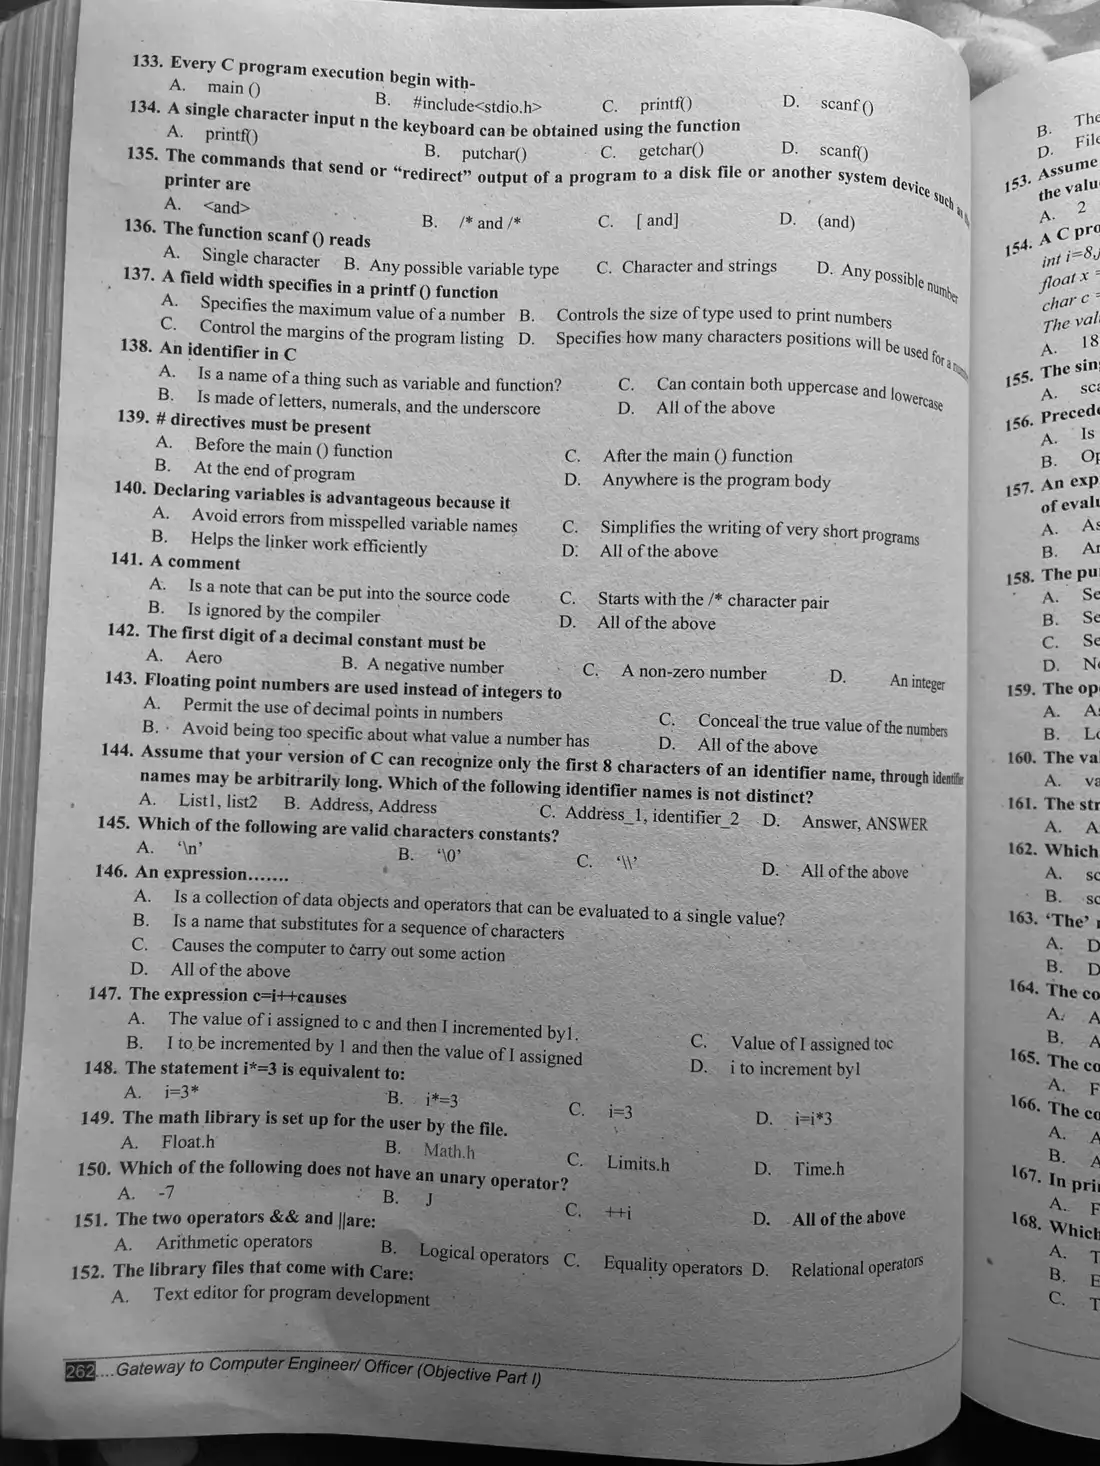 133. Every C program execution begin with-
A. main () B. #include<stdio.h> C. printf() D. scanf ()
134. A single character input n the keyboard can be obtained using the function
A. printf() B. putchar() C. getchar() D. scanf()
135. The commands that send or “redirect” output of a program to a disk file or another system device such as
printer are
A. <and> B. /* and /* C. [ and] D. (and)
136. The function scanf () reads
A. Single character B. Any possible variable type C. Character and strings D. Any possible number
137. A field width specifies in a printf () function
A. Specifies the maximum value of a number B. Controls the size of type used to print numbers
C. Control the margins of the program listing D. Specifies how many characters positions will be used for a
138. An identifier in C
A. Is a name of a thing such as variable and function? C. Can contain both uppercase and lowercase
B. Is made of letters, numerals, and the underscore D. All of the above
139. # directives must be present
A. Before the main () function C. After the main () function
B. At the end of program D. Anywhere is the program body
140. Declaring variables is advantageous because it
A. Avoid errors from misspelled variable names C. Simplifies the writing of very short programs
B. Helps the linker work efficiently D. All of the above
141. A comment
A. Is a note that can be put into the source code C. Starts with the /* character pair
B. Is ignored by the compiler D. All of the above
142. The first digit of a decimal constant must be
A. Aero B. A negative number C. A non-zero number D. An integer
143. Floating point numbers are used instead of integers to
A. Permit the use of decimal points in numbers C. Conceal the true value of the numbers
B. Avoid being too specific about what value a number has D. All of the above
144. Assume that your version of C can recognize only the first 8 characters of an identifier name, through identifier
names may be arbitrarily long. Which of the following identifier names is not distinct?
A. List1, list2 B. Address, Address C. Address_1, identifier_2 D. Answer, ANSWER
145. Which of the following are valid characters constants?
A. ‘\n’ B. ‘\0’ C. ‘\\’ D. All of the above
146. An expression.......
A. Is a collection of data objects and operators that can be evaluated to a single value?
B. Is a name that substitutes for a sequence of characters
C. Causes the computer to carry out some action
D. All of the above
147. The expression c=i++causes
A. The value of i assigned to c and then I incremented by1. C. Value of I assigned toc
B. I to be incremented by 1 and then the value of I assigned D. i to increment by1
148. The statement i*=3 is equivalent to:
A. i=3* B. i*=3 C. i=3 D. i=i*3
149. The math library is set up for the user by the file.
A. Float.h B. Math.h C. Limits.h D. Time.h
150. Which of the following does not have an unary operator?
A. -7 B. J C. ++i D. All of the above
151. The two operators && and ||are:
A. Arithmetic operators B. Logical operators C. Equality operators D. Relational operators
152. The library files that come with Care:
A. Text editor for program development
262....Gateway to Computer Engineer/ Officer (Objective Part I)
B. The
D. File
153. Assume
the valu
A. 2
154. A C pro
int i=8,
float x =
char c =
The val
A. 18
155. The sin
A. sca
156. Precede
A. Is
B. Op
157. An exp
of evalu
A. As
B. Ar
158. The pu
A. Se
B. Se
C. Se
D. N
159. The op
A. A
B. L
160. The va
A. va
161. The str
A. A
162. Which
A. sc
B. sc
163. ‘The’
A. D
B. D
164. The co
A. A
B. A
165. The co
A. F
166. The co
A. A
B. A
167. In pri
A. F
168. Which
A. T
B. E
C. T